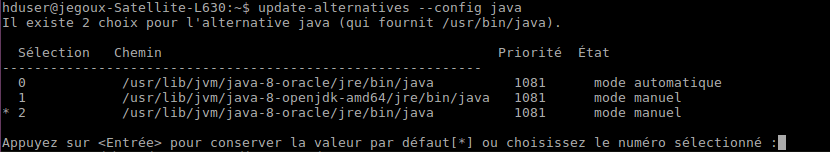 hduser@jegoux-Satellite-L630:~$ update-alternatives --config java
Il existe 2 choix pour l'alternative java (qui fournit /usr/bin/java).
Sélection Chemin Priorité État
------------------------------------------------------------
0 /usr/lib/jvm/java-8-oracle/jre/bin/java 1081 mode automatique
1 /usr/lib/jvm/java-8-openjdk-amd64/jre/bin/java 1081 mode manuel
* 2 /usr/lib/jvm/java-8-oracle/jre/bin/java 1081 mode manuel
Appuyez sur <Entrée> pour conserver la valeur par défaut[*] ou choisissez le numéro sélectionné :